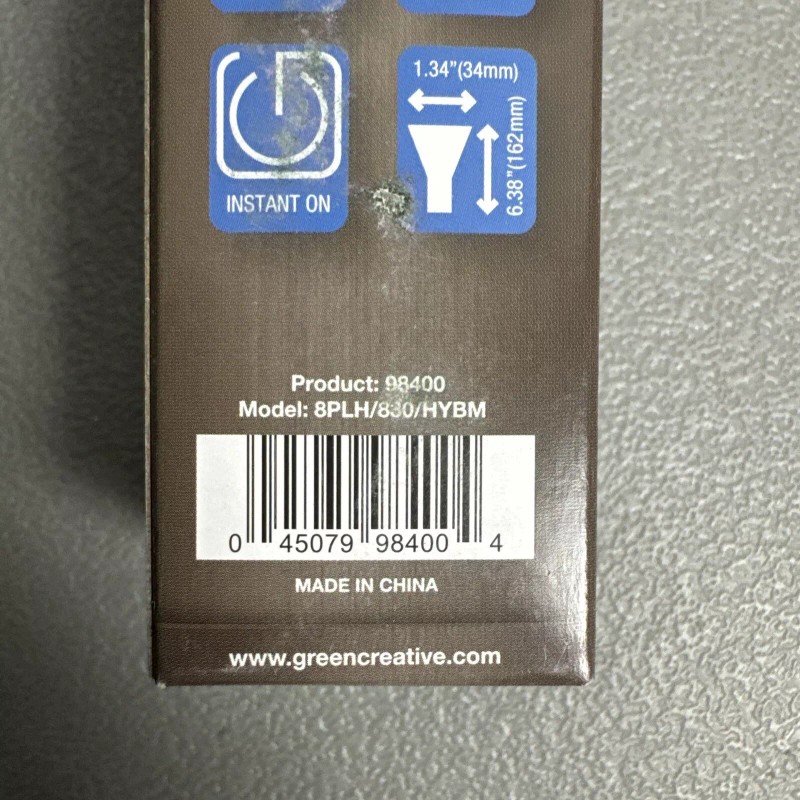 INSTANT ON
1.34"(34mm)
6.38"(162mm)
Product: 98400
Model: 8PLH/830/HYBM
0 45079 98400 4
MADE IN CHINA
www.greencreative.com